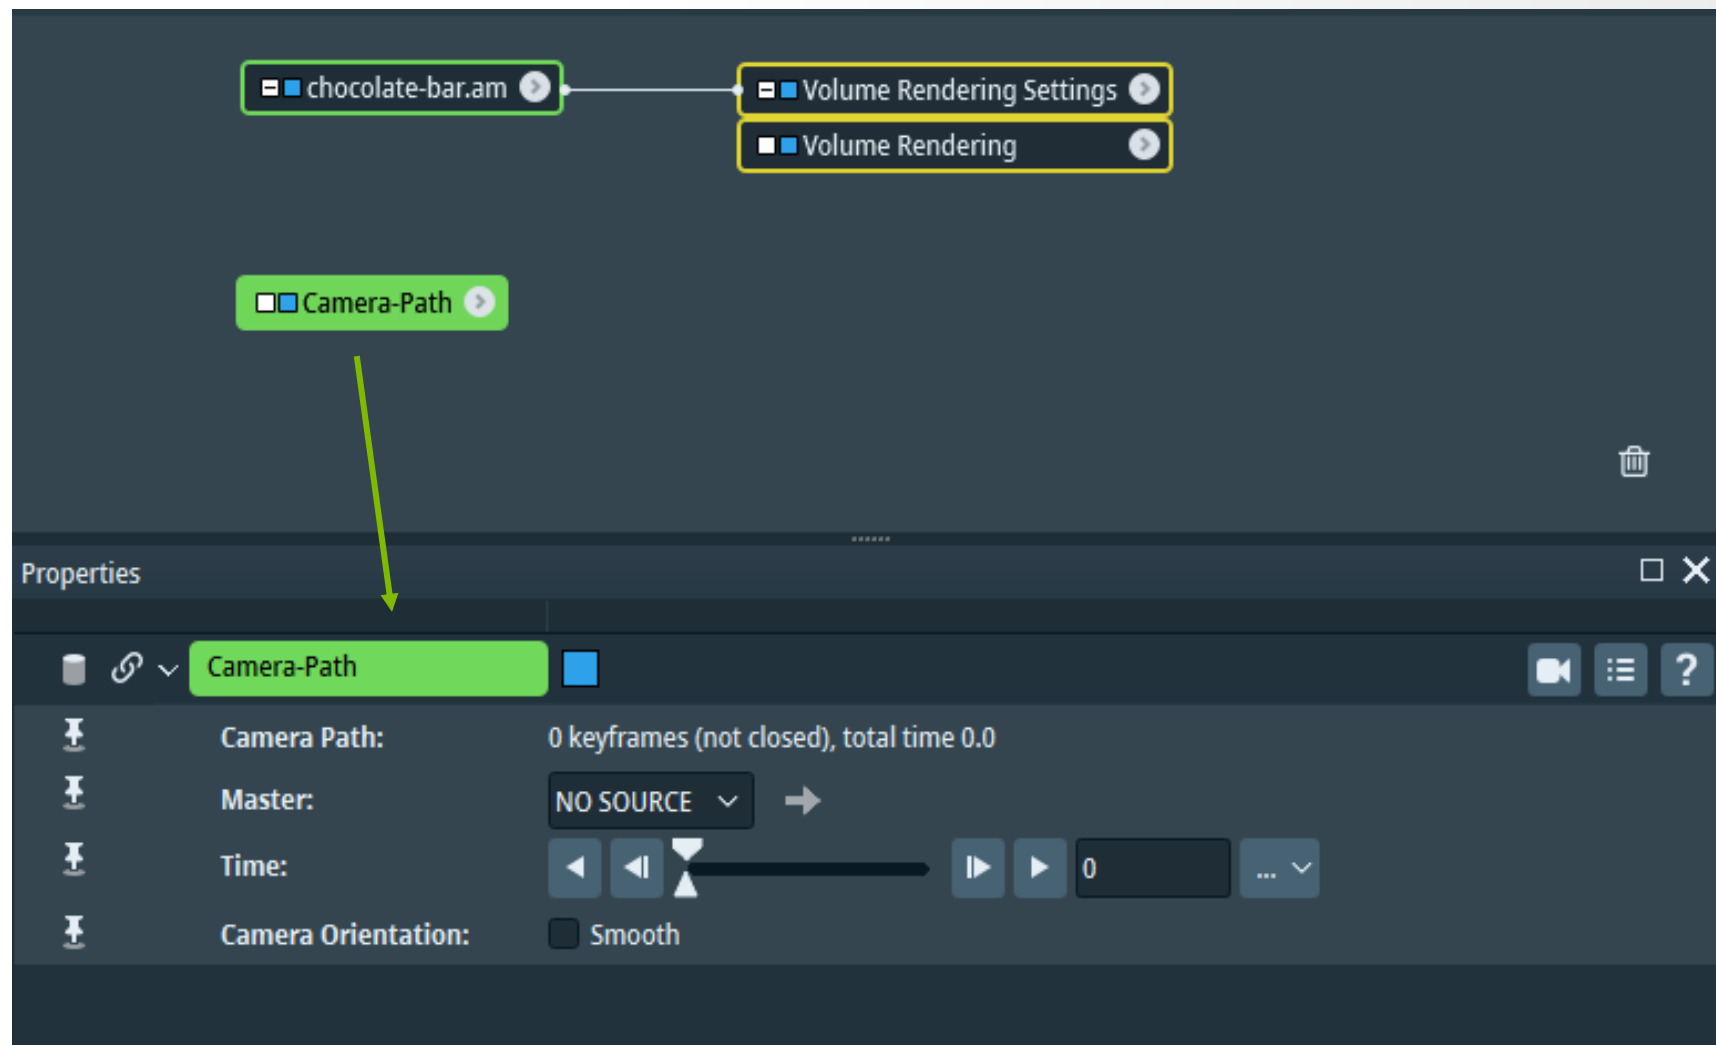 chocolate-bar.am
Volume Rendering Settings
Volume Rendering
Camera-Path
Properties
Camera-Path
?
Camera Path: 0 keyframes (not closed), total time 0.0
Master: NO SOURCE
Time: 0 ...
Camera Orientation: Smooth